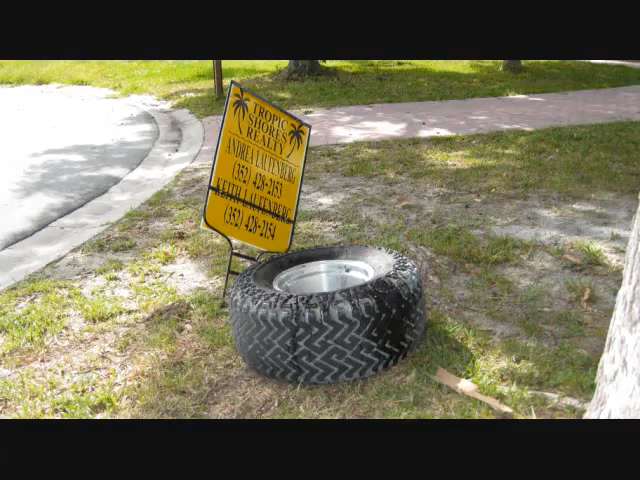 TROPIC
SHORES
REALTY
ANDREA LAUFENBERG
(352) 428-2153
KEITH LAUFENBERG
(352) 428-2154